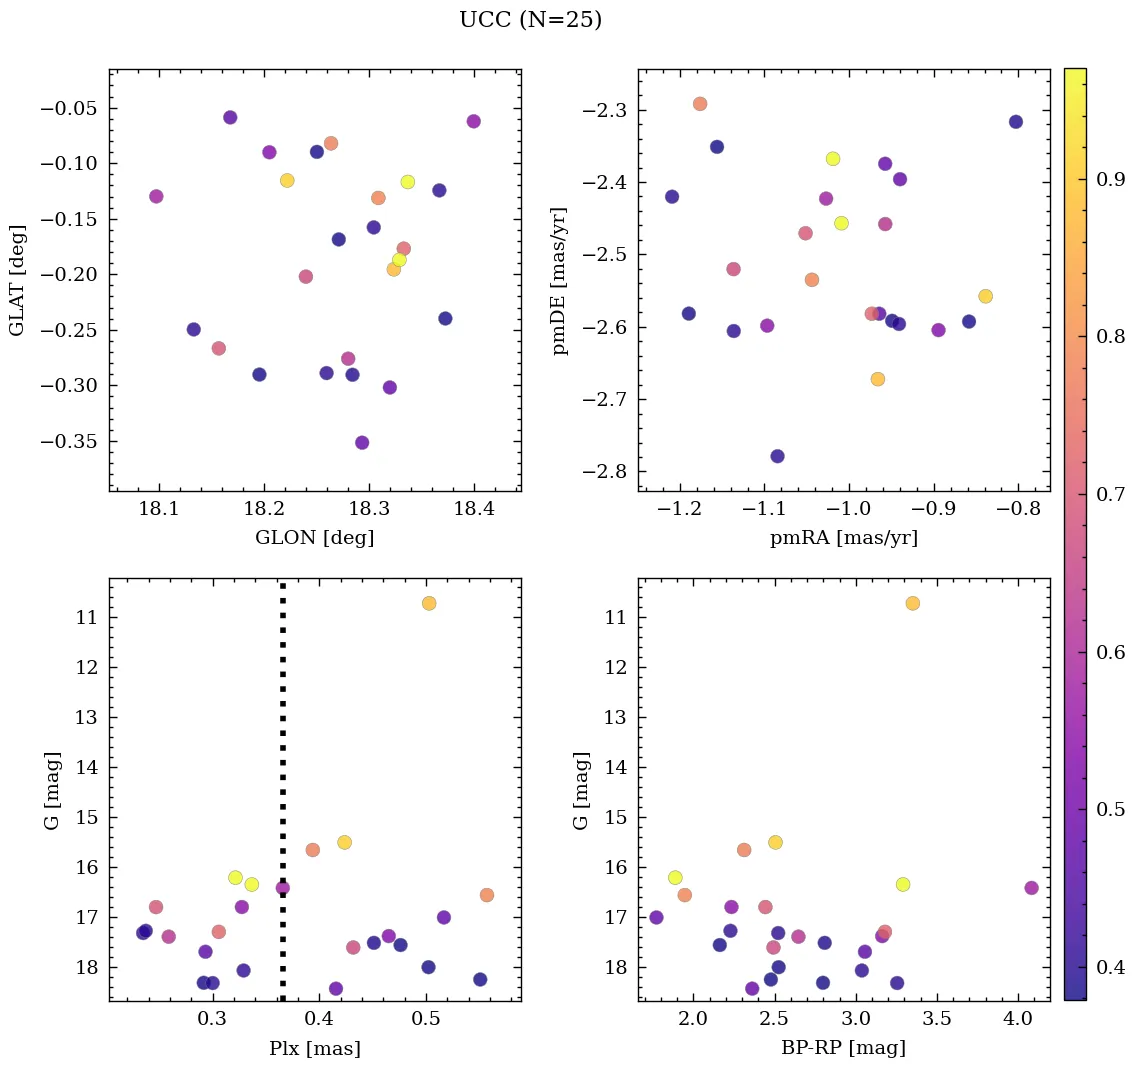 UCC (N=25)
−0.05
−0.10
−0.15
−0.20
−0.25
−0.30
−0.35
GLAT [deg]
18.1 18.2 18.3 18.4
GLON [deg]
−2.3
−2.4
−2.5
−2.6
−2.7
−2.8
pmDE [mas/yr]
−1.2 −1.1 −1.0 −0.9 −0.8
pmRA [mas/yr]
0.9
0.8
0.7
0.6
0.5
0.4
11
12
13
14
15
16
17
18
G [mag]
0.3 0.4 0.5
Plx [mas]
11
12
13
14
15
16
17
18
G [mag]
2.0 2.5 3.0 3.5 4.0
BP-RP [mag]